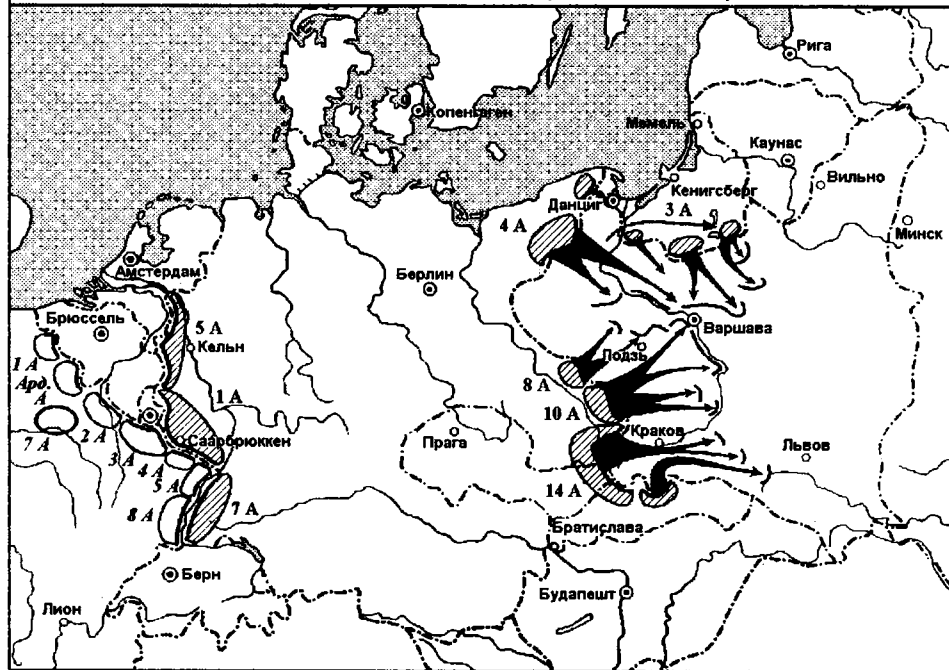 Рига
Копенгаген
Мемель
Каунас
Кенигсберг
Вильно
Данциг
3 А
4 А
Минск
Амстердам
Берлин
Брюссель
5 А
Варшава
Кельн
Лодзь
1 А
Ард.
А
8 А
1 А
10 А
7 А
2 А
Саарбрюккен
Прага
Краков
Львов
3 А
4 А
5 А
14 А
8 А
7 А
Братислава
Берн
Будапешт
Лион